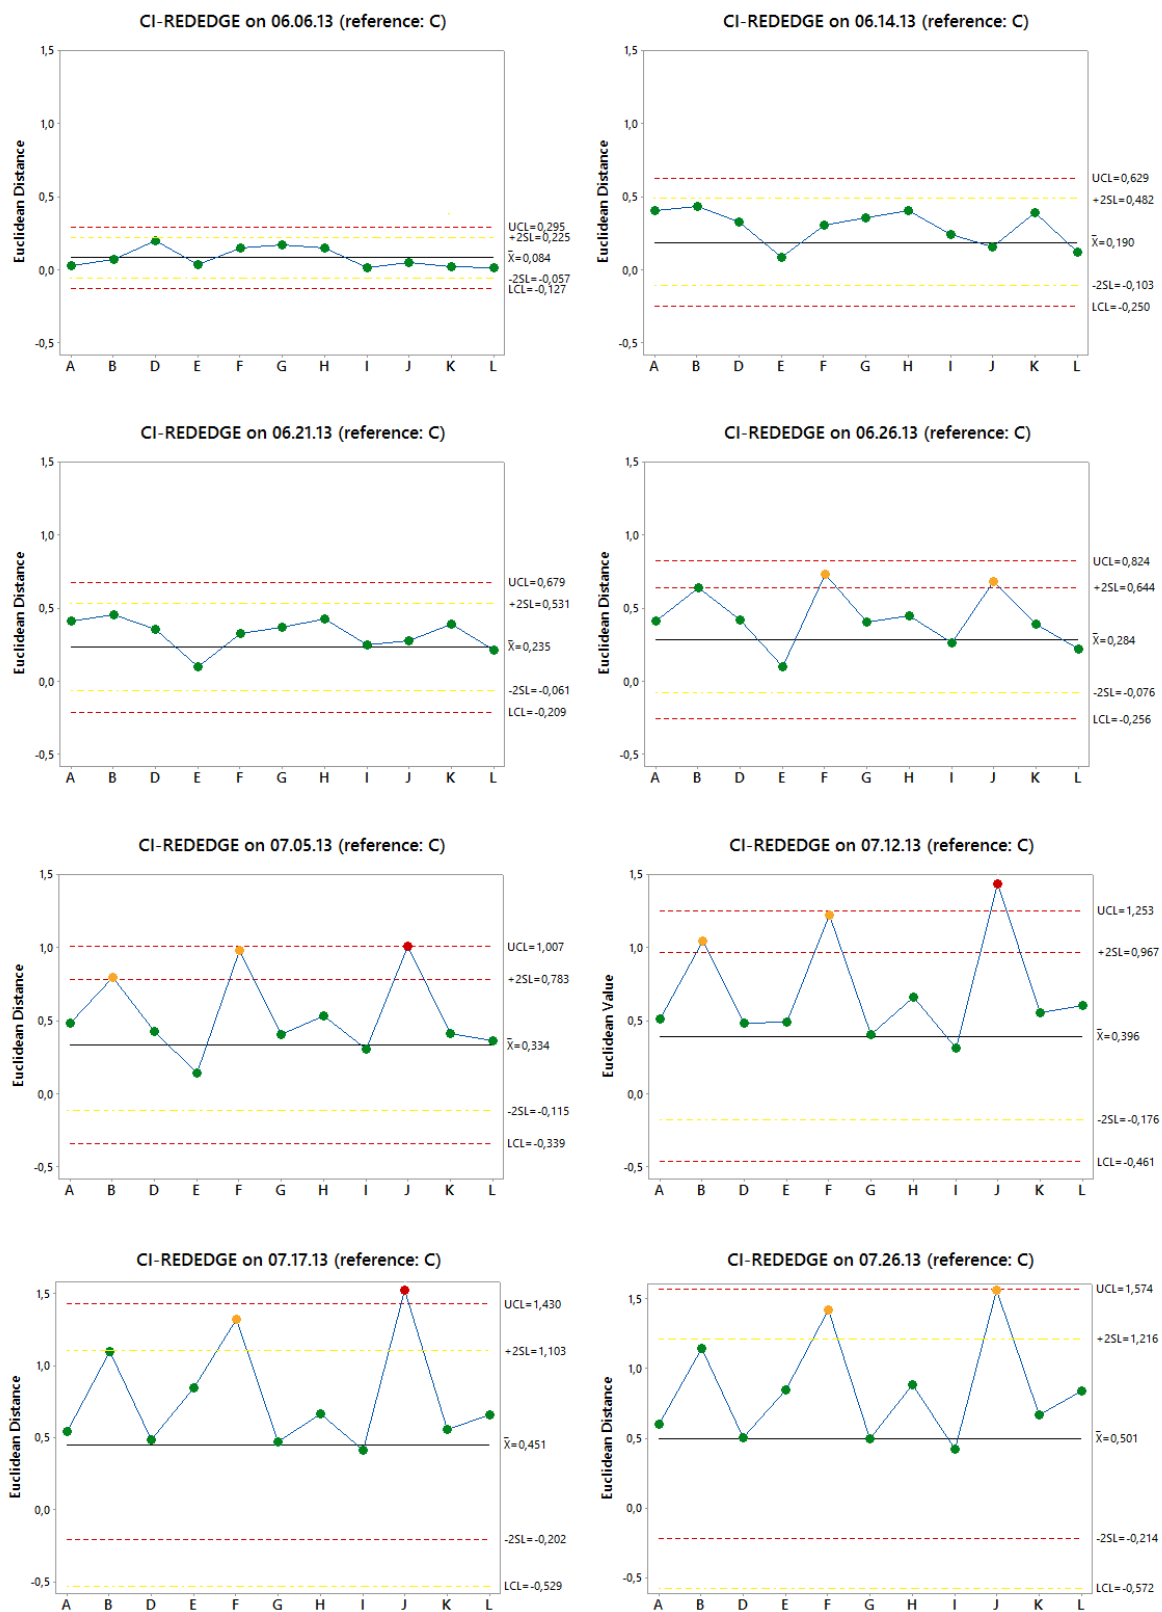 CI-REDEDGE on 06.06.13 (reference: C)
Euclidean Distance
1,5
1,0
0,5
0,0
-0,5
UCL=0,295
+2SL=0,225
X̄=0,084
-2SL=-0,057
LCL=-0,127
A B D E F G H I J K L
CI-REDEDGE on 06.14.13 (reference: C)
Euclidean Distance
1,5
1,0
0,5
0,0
-0,5
UCL=0,629
+2SL=0,482
X̄=0,190
-2SL=-0,103
LCL=-0,250
A B D E F G H I J K L
CI-REDEDGE on 06.21.13 (reference: C)
Euclidean Distance
1,5
1,0
0,5
0,0
-0,5
UCL=0,679
+2SL=0,531
X̄=0,235
-2SL=-0,061
LCL=-0,209
A B D E F G H I J K L
CI-REDEDGE on 06.26.13 (reference: C)
Euclidean Distance
1,5
1,0
0,5
0,0
-0,5
UCL=0,824
+2SL=0,644
X̄=0,284
-2SL=-0,076
LCL=-0,256
A B D E F G H I J K L
CI-REDEDGE on 07.05.13 (reference: C)
Euclidean Distance
1,5
1,0
0,5
0,0
-0,5
UCL=1,007
+2SL=0,783
X̄=0,334
-2SL=-0,115
LCL=-0,339
A B D E F G H I J K L
CI-REDEDGE on 07.12.13 (reference: C)
Euclidean Value
1,5
1,0
0,5
0,0
-0,5
UCL=1,253
+2SL=0,967
X̄=0,396
-2SL=-0,176
LCL=-0,461
A B D E F G H I J K L
CI-REDEDGE on 07.17.13 (reference: C)
Euclidean Distance
1,5
1,0
0,5
0,0
-0,5
UCL=1,430
+2SL=1,103
X̄=0,451
-2SL=-0,202
LCL=-0,529
A B D E F G H I J K L
CI-REDEDGE on 07.26.13 (reference: C)
Euclidean Distance
1,5
1,0
0,5
0,0
-0,5
UCL=1,574
+2SL=1,216
X̄=0,501
-2SL=-0,214
LCL=-0,572
A B D E F G H I J K L